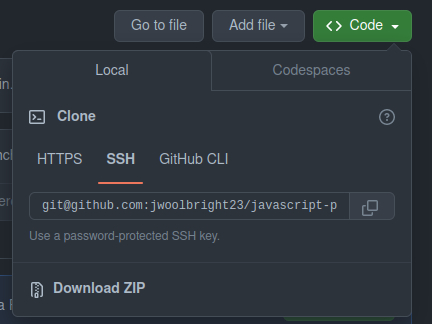 Go to file
Add file
Code
Local
Codespaces
Clone
HTTPS
SSH
GitHub CLI
git@github.com:jwoolbright23/javascript-p
Use a password-protected SSH key.
Download ZIP